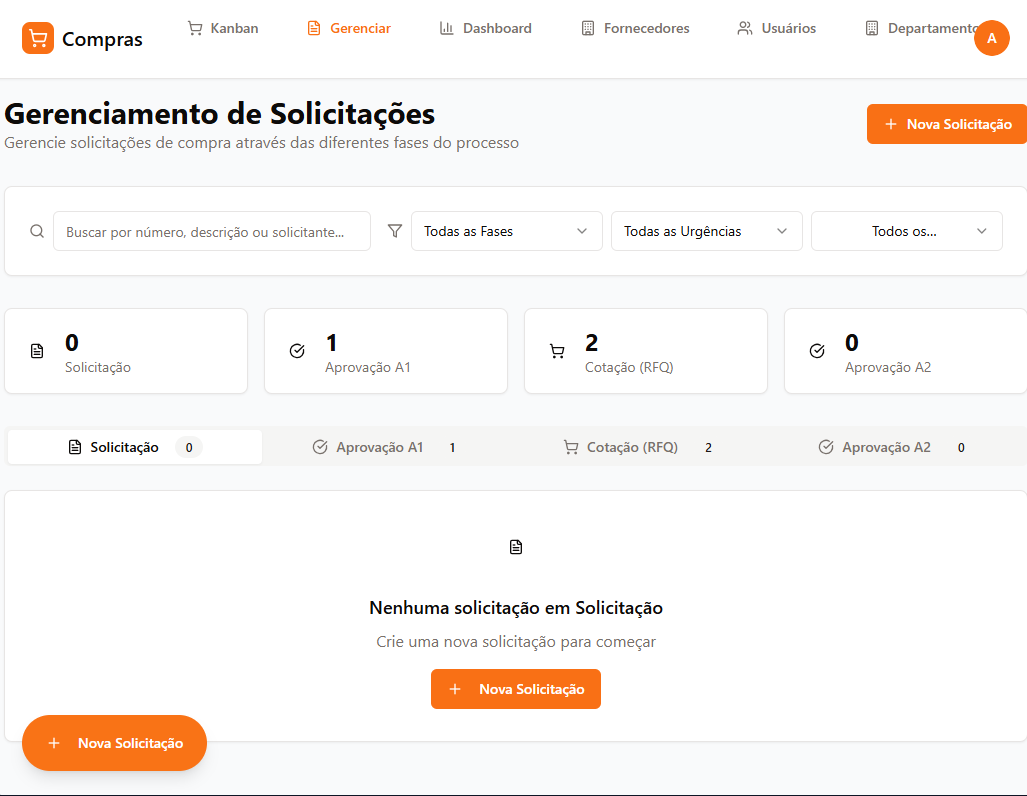 Compras
Kanban
Gerenciar
Dashboard
Fornecedores
Usuários
Departamento
A
Gerenciamento de Solicitações
Gerencie solicitações de compra através das diferentes fases do processo
Nova Solicitação
Buscar por número, descrição ou solicitante...
Todas as Fases
Todas as Urgências
Todos os...
0
Solicitação
1
Aprovação A1
2
Cotação (RFQ)
0
Aprovação A2
Solicitação 0
Aprovação A1 1
Cotação (RFQ) 2
Aprovação A2 0
Nenhuma solicitação em Solicitação
Crie uma nova solicitação para começar
Nova Solicitação
Nova Solicitação